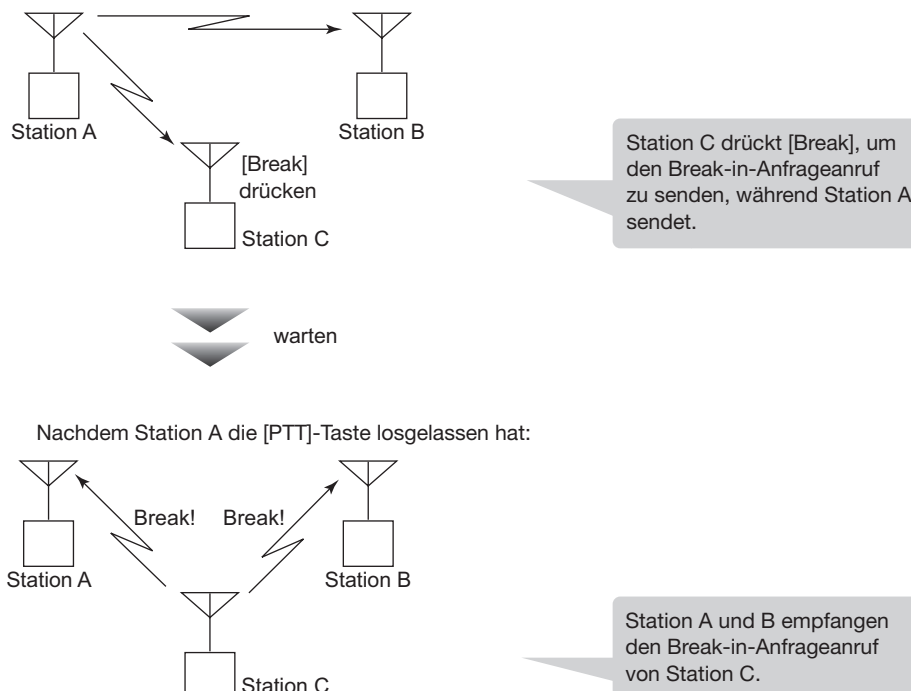 Station A
Station B
[Break]
drücken
Station C
Station C drückt [Break], um
den Break-in-Anfrageanruf
zu senden, während Station A
sendet.
warten
Nachdem Station A die [PTT]-Taste losgelassen hat:
Break! Break!
Station A
Station B
Station C
Station A und B empfangen
den Break-in-Anfrageanruf
von Station C.